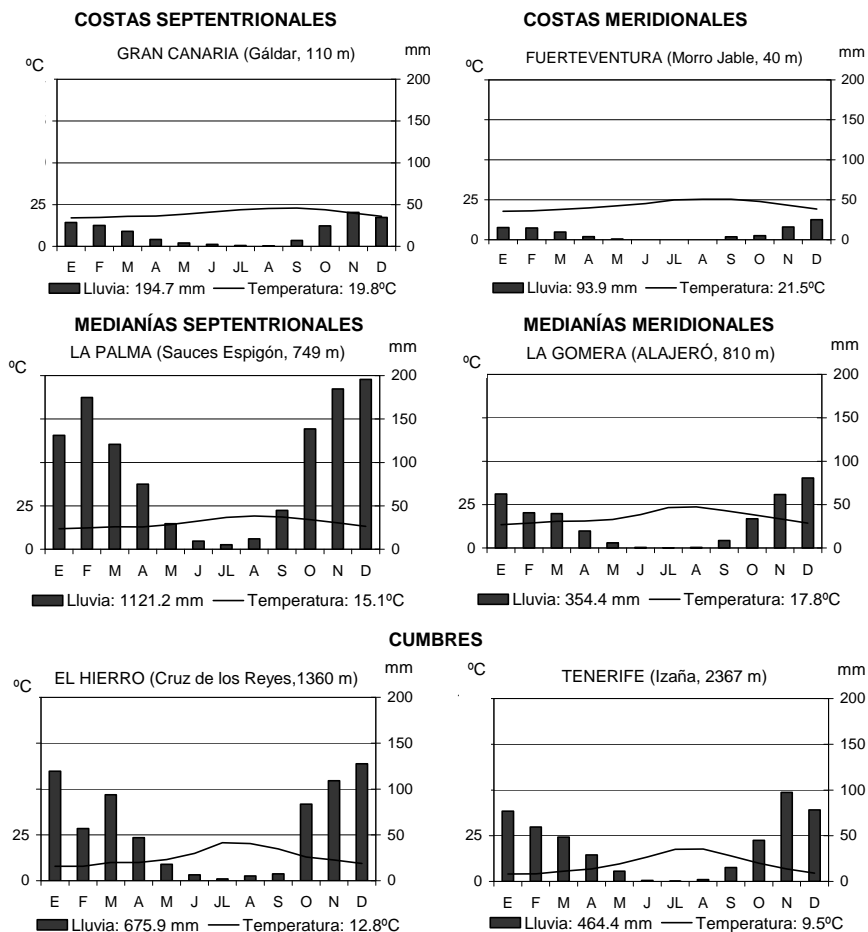 COSTAS SEPTENTRIONALES
COSTAS MERIDIONALES
GRAN CANARIA (Gáldar, 110 m)
ºC
mm
200
150
100
25
50
0
0
E F M A M J JL A S O N D
Lluvia: 194.7 mm Temperatura: 19.8ºC
FUERTEVENTURA (Morro Jable, 40 m)
ºC
mm
200
150
100
25
50
0
0
E F M A M J JL A S O N D
Lluvia: 93.9 mm Temperatura: 21.5ºC
MEDIANÍAS SEPTENTRIONALES
MEDIANÍAS MERIDIONALES
LA PALMA (Sauces Espigón, 749 m)
ºC
mm
200
150
100
25
50
0
0
E F M A M J JL A S O N D
Lluvia: 1121.2 mm Temperatura: 15.1ºC
LA GOMERA (ALAJERÓ, 810 m)
ºC
mm
200
150
100
25
50
0
0
E F M A M J JL A S O N D
Lluvia: 354.4 mm Temperatura: 17.8ºC
CUMBRES
EL HIERRO (Cruz de los Reyes,1360 m)
ºC
mm
200
150
100
25
50
0
0
E F M A M J JL A S O N D
Lluvia: 675.9 mm Temperatura: 12.8ºC
TENERIFE (Izaña, 2367 m)
ºC
mm
200
150
100
25
50
0
0
E F M A M J JL A S O N D
Lluvia: 464.4 mm Temperatura: 9.5ºC